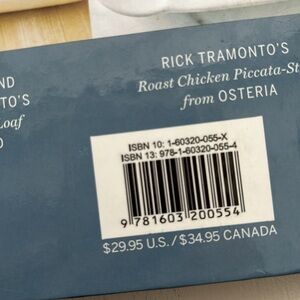 ND
TO'S
Loaf
O
RICK TRAMONTO'S
Roast Chicken Piccata-St
from OSTERIA
ISBN 10: 1-60320-055-X
ISBN 13: 978-1-60320-055-4
9 781603 200554
$29.95 U.S. / $34.95 CANADA